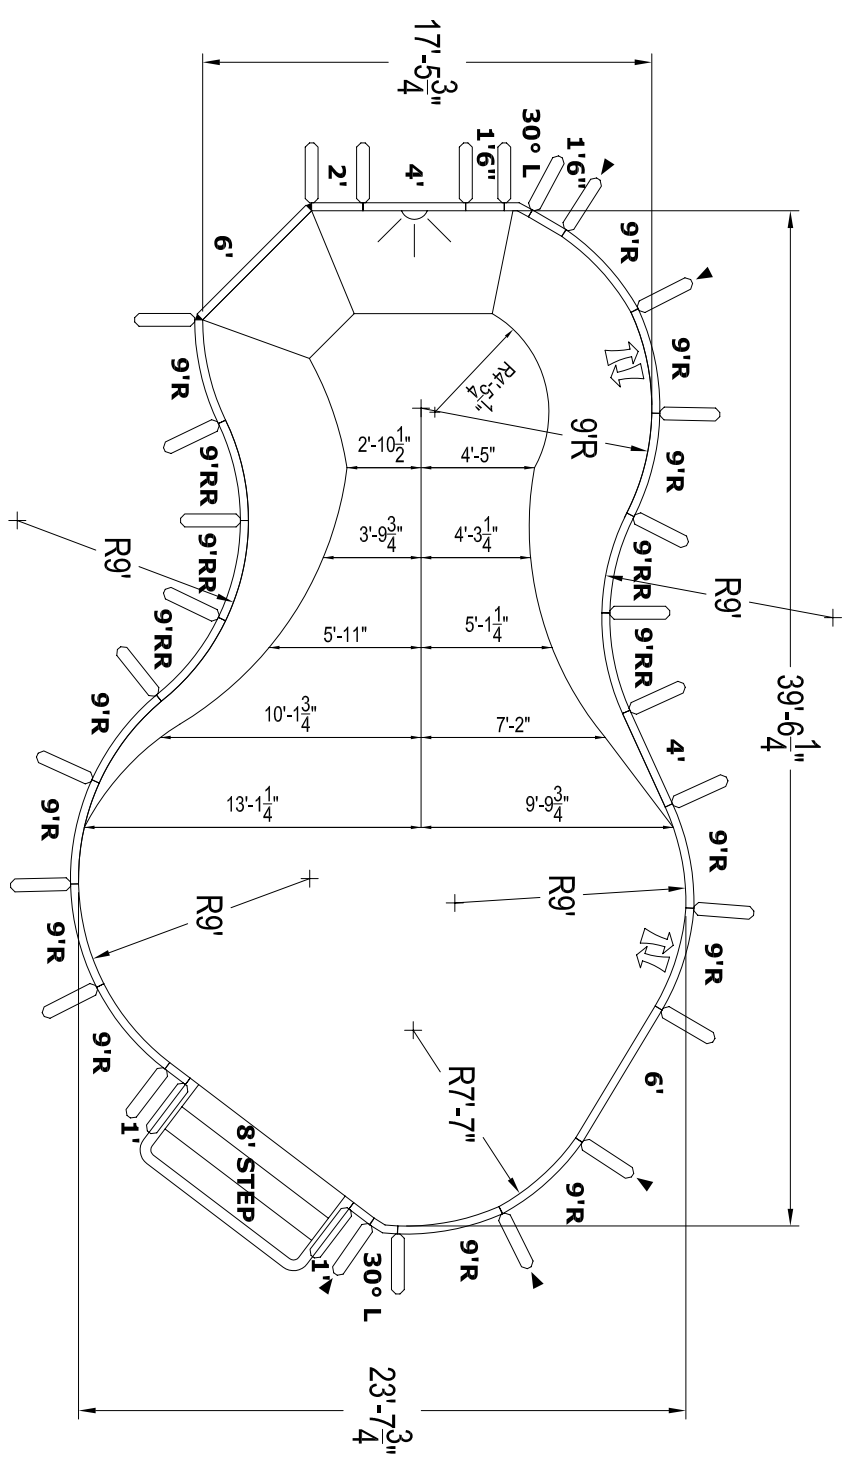 17'-5 3/4"
2'
4'
1'6"
30° L
1'6"
9'R
6'
9'R
9'R
R4'-5 1/4"
9'R
2'-10 1/2"
4'-5"
9'R
9'RR
3'-9 3/4"
4'-3 1/4"
R9'
9'RR
9'RR
R9'
9'RR
5'-11"
5'-1 1/4"
9'RR
39'-6 1/4"
9'R
10'-1 3/4"
7'-2"
4'
9'R
13'-1 1/4"
9'-9 3/4"
9'R
R9'
R9'
9'R
9'R
9'R
R7'-7"
6'
1'
8' STEP
9'R
1'
30° L
9'R
23'-7 3/4"